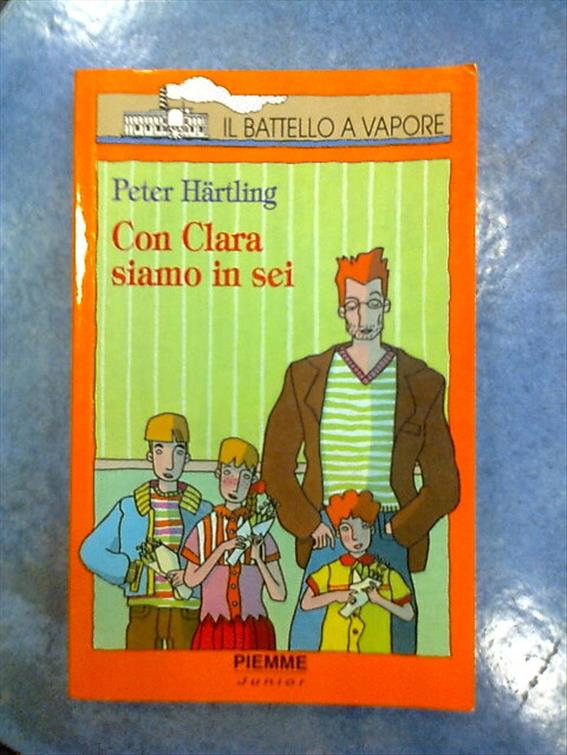 IL BATTELLO A VAPORE
Peter Härtling
Con Clara
siamo in sei
PIEMME
Junior